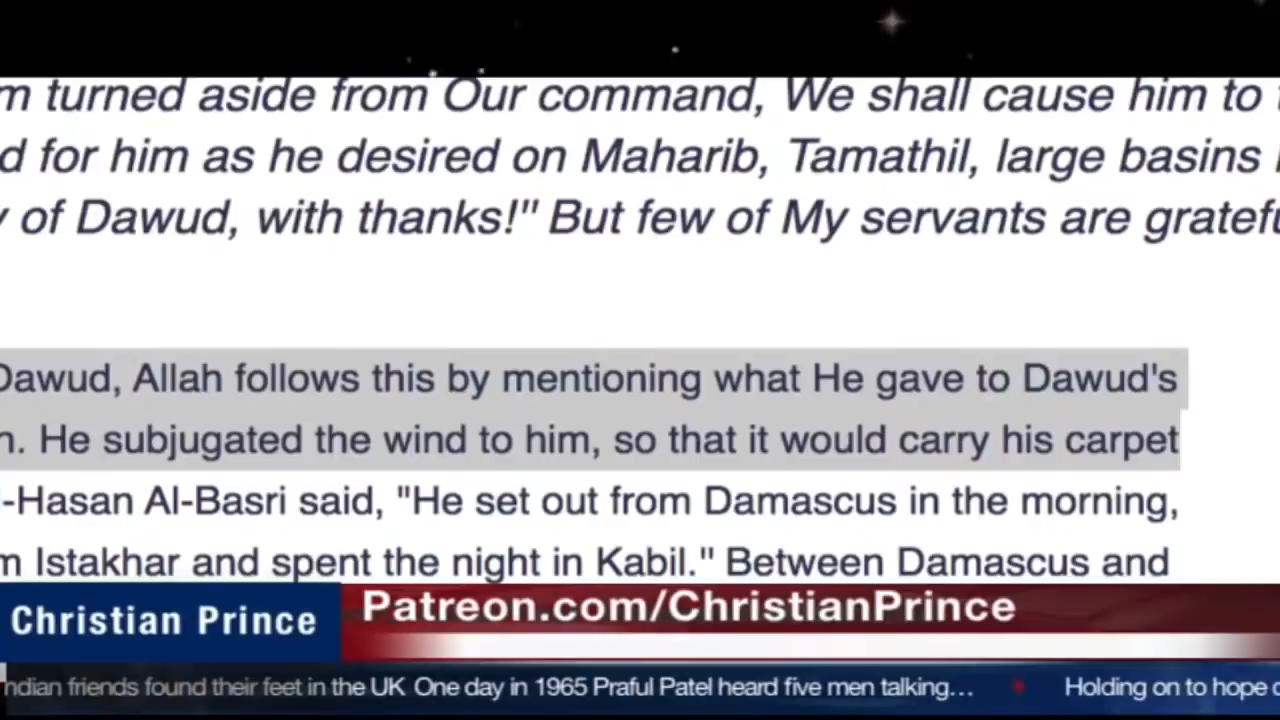 m turned aside from Our command, We shall cause him to
d for him as he desired on Maharib, Tamathil, large basins
of Dawud, with thanks!" But few of My servants are gratefu
Dawud, Allah follows this by mentioning what He gave to Dawud's
n. He subjugated the wind to him, so that it would carry his carpet
-Hasan Al-Basri said, "He set out from Damascus in the morning,
m Istakhar and spent the night in Kabil." Between Damascus and
Christian Prince
Patreon.com/ChristianPrince
ndian friends found their feet in the UK One day in 1965 Praful Patel heard five men talking... Holding on to hope